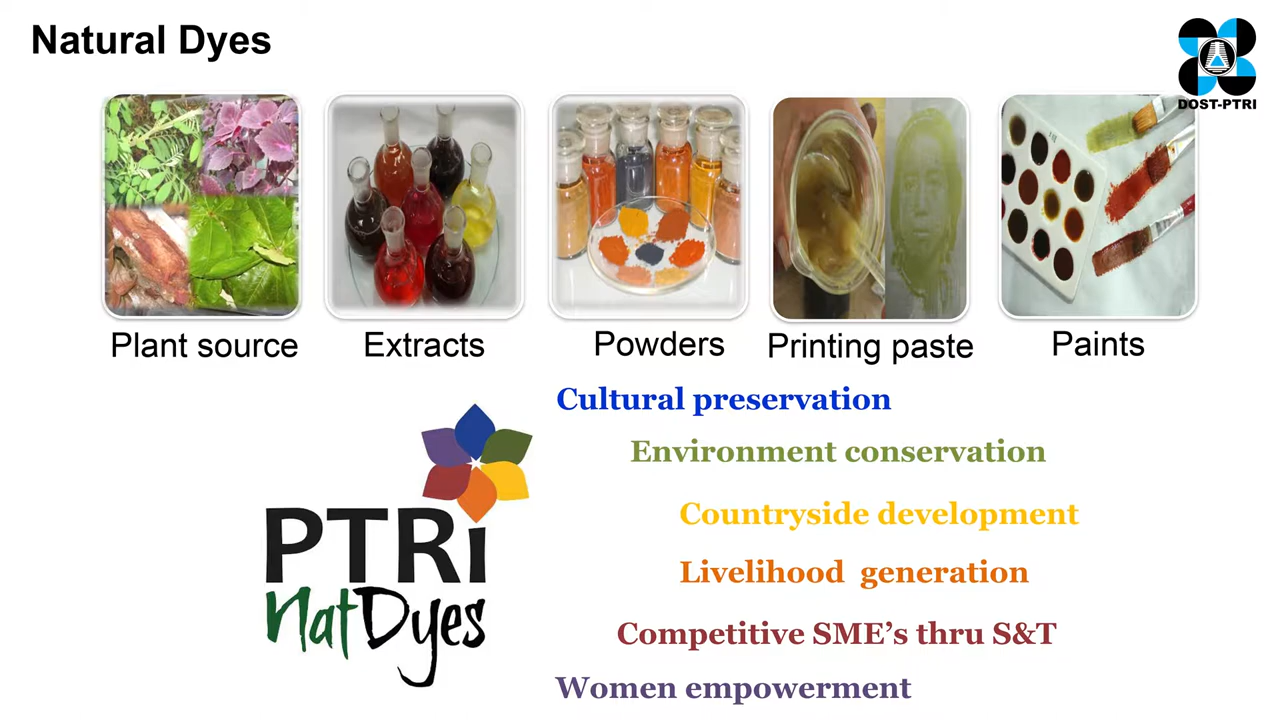 Natural Dyes
DOST-PTRI
Plant source
Extracts
Powders
Printing paste
Paints
PTRi
NatDyes
Cultural preservation
Environment conservation
Countryside development
Livelihood generation
Competitive SME’s thru S&T
Women empowerment